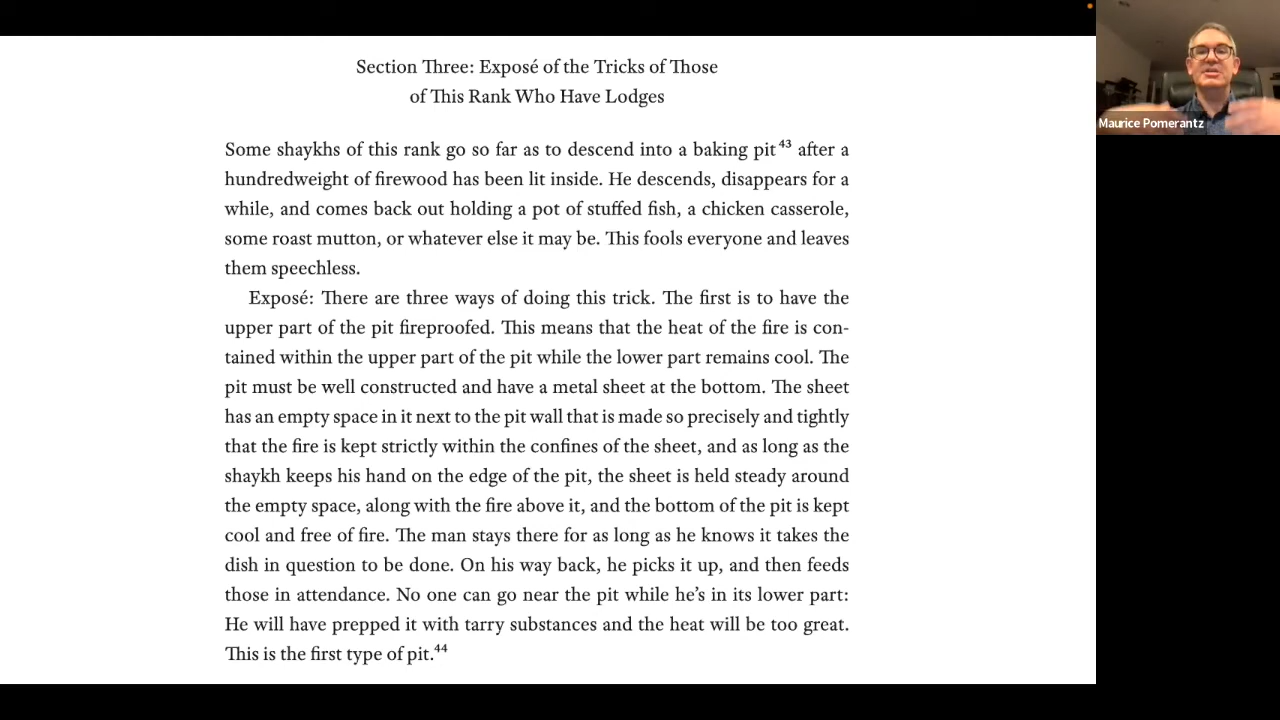 Section Three: Exposé of the Tricks of Those
of This Rank Who Have Lodges
Maurice Pomerantz
Some shaykhs of this rank go so far as to descend into a baking pit⁴³ after a
hundredweight of firewood has been lit inside. He descends, disappears for a
while, and comes back out holding a pot of stuffed fish, a chicken casserole,
some roast mutton, or whatever else it may be. This fools everyone and leaves
them speechless.
Exposé: There are three ways of doing this trick. The first is to have the
upper part of the pit fireproofed. This means that the heat of the fire is con-
tained within the upper part of the pit while the lower part remains cool. The
pit must be well constructed and have a metal sheet at the bottom. The sheet
has an empty space in it next to the pit wall that is made so precisely and tightly
that the fire is kept strictly within the confines of the sheet, and as long as the
shaykh keeps his hand on the edge of the pit, the sheet is held steady around
the empty space, along with the fire above it, and the bottom of the pit is kept
cool and free of fire. The man stays there for as long as he knows it takes the
dish in question to be done. On his way back, he picks it up, and then feeds
those in attendance. No one can go near the pit while he’s in its lower part:
He will have prepped it with tarry substances and the heat will be too great.
This is the first type of pit.⁴⁴